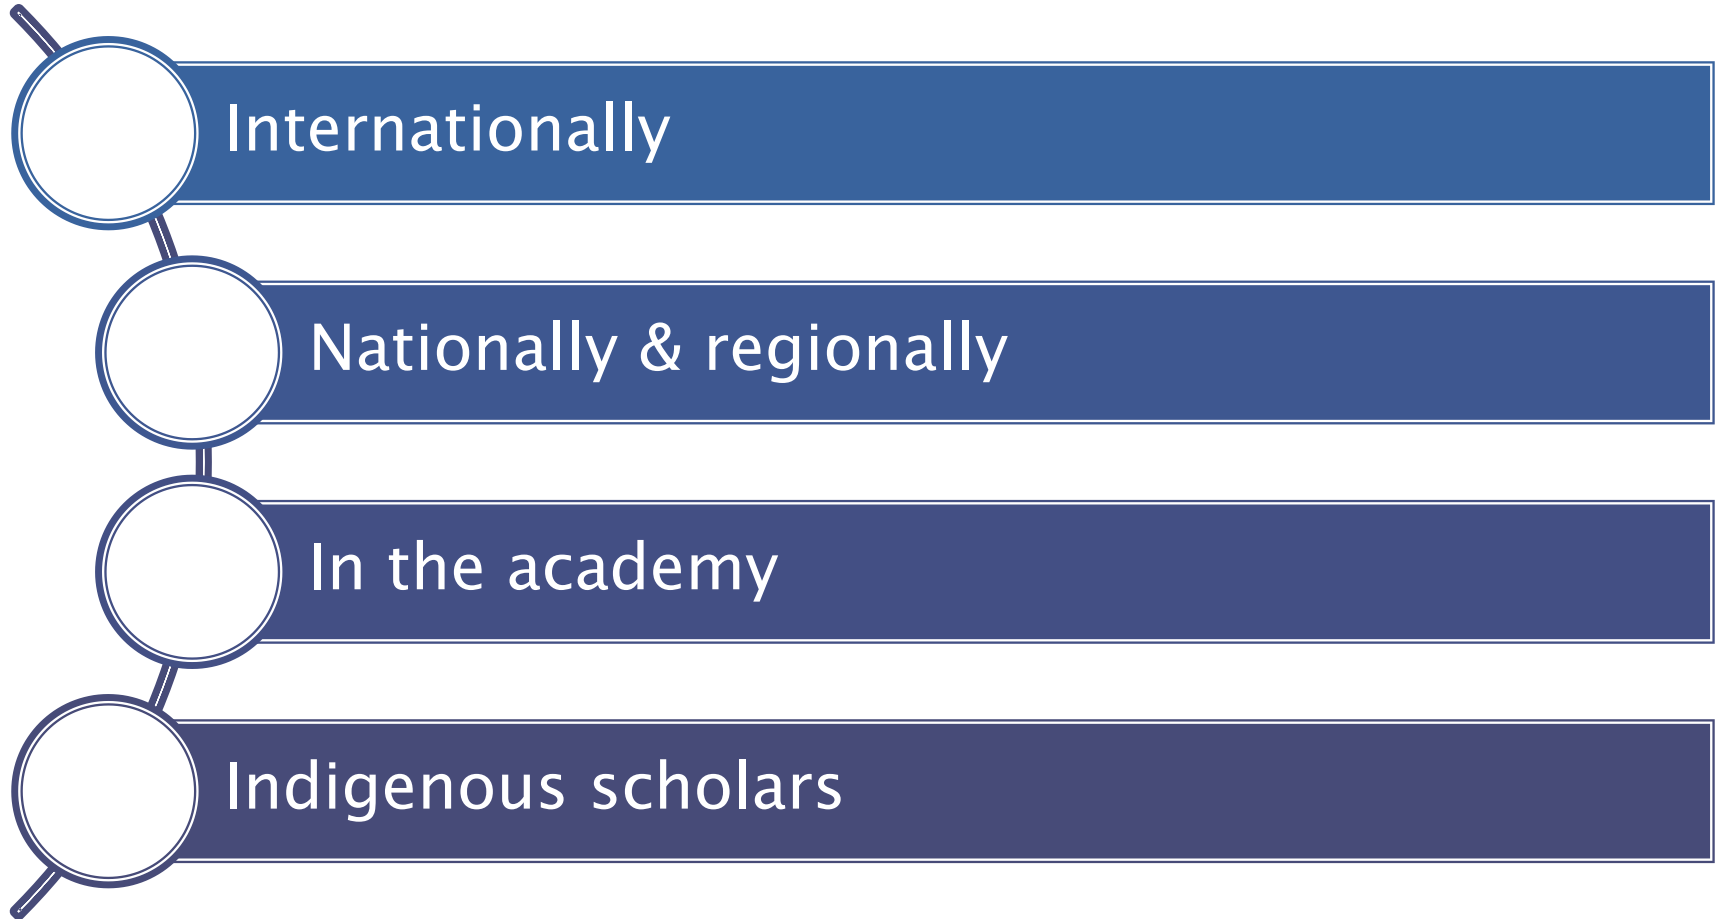 Internationally
Nationally & regionally
In the academy
Indigenous scholars